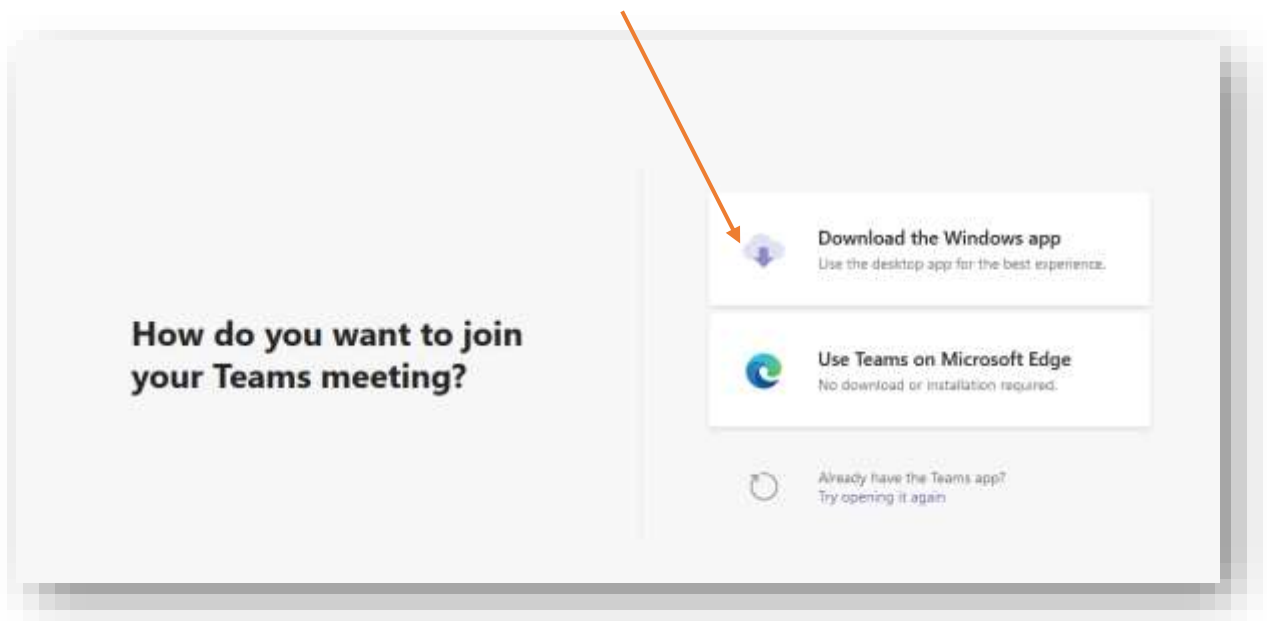 How do you want to join
your Teams meeting?
Download the Windows app
Use the desktop app for the best experience.
Use Teams on Microsoft Edge
No download or installation required.
Already have the Teams app?
Try opening it again